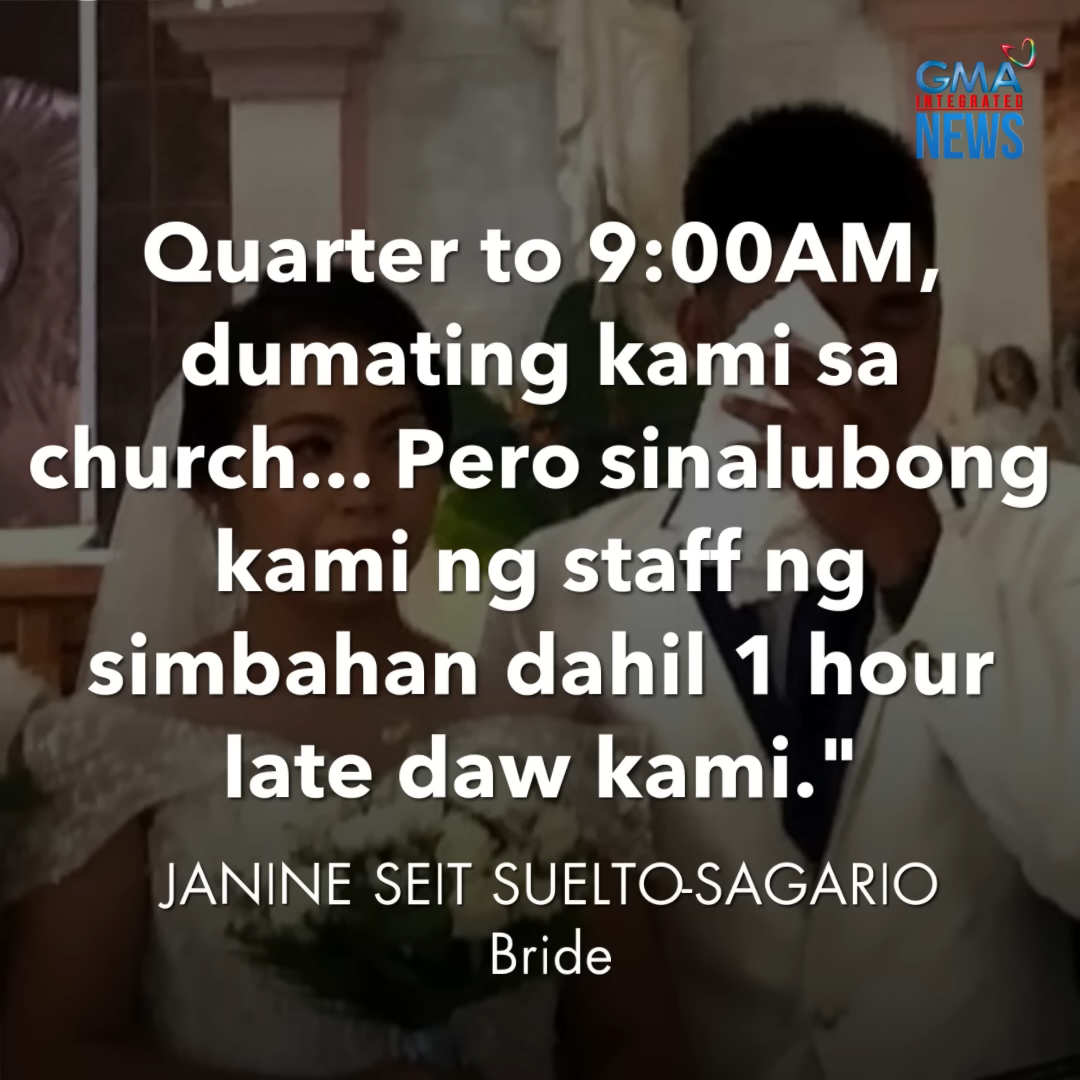 GMA
INTEGRATED
NEWS
Quarter to 9:00AM,
dumating kami sa
church... Pero sinalubong
kami ng staff ng
simbahan dahil 1 hour
late daw kami."
JANINE SEIT SUELTO-SAGARIO
Bride